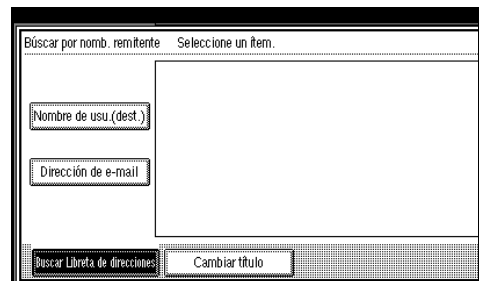 Búscar por nomb. remitente Seleccione un ítem.
Nombre de usu.(dest.)
Dirección de e-mail
Buscar Libreta de direcciones
Cambiar título